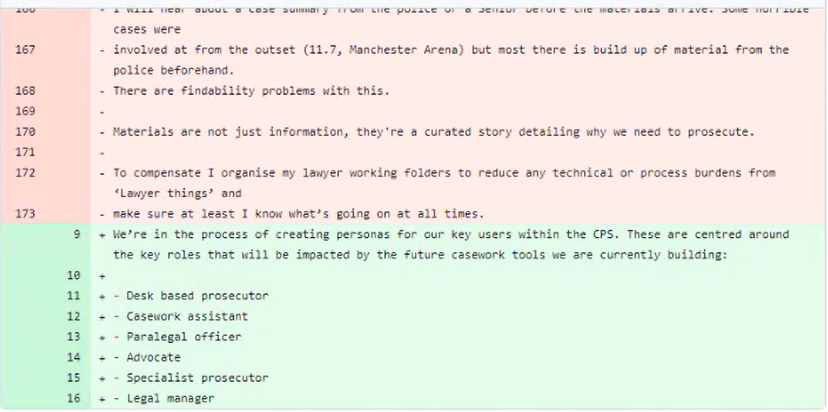 166 - I will hear about a case summary from the police or a Senior before the materials arrive. Some horrible
cases were
167 - involved at from the outset (11.7, Manchester Arena) but most there is build up of material from the
police beforehand.
168 - There are findability problems with this.
169 -
170 - Materials are not just information, they're a curated story detailing why we need to prosecute.
171 -
172 - To compensate I organise my lawyer working folders to reduce any technical or process burdens from
‘Lawyer things’ and
173 - make sure at least I know what’s going on at all times.
9 + We’re in the process of creating personas for our key users within the CPS. These are centred around
the key roles that will be impacted by the future casework tools we are currently building:
10 +
11 + - Desk based prosecutor
12 + - Casework assistant
13 + - Paralegal officer
14 + - Advocate
15 + - Specialist prosecutor
16 + - Legal manager